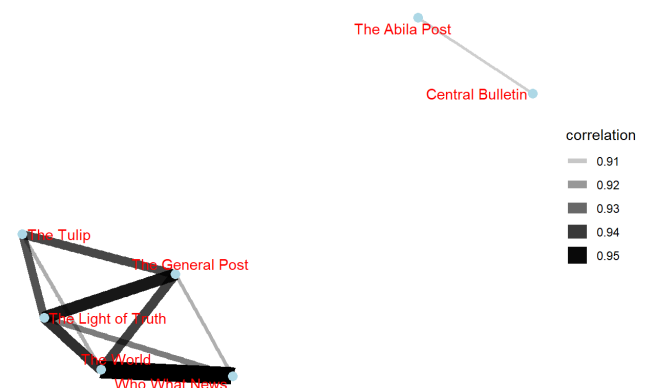 The Abila Post
Central Bulletin
correlation
0.91
0.92
0.93
0.94
0.95
The Tulip
The General Post
The Light of Truth
The World
Who What News